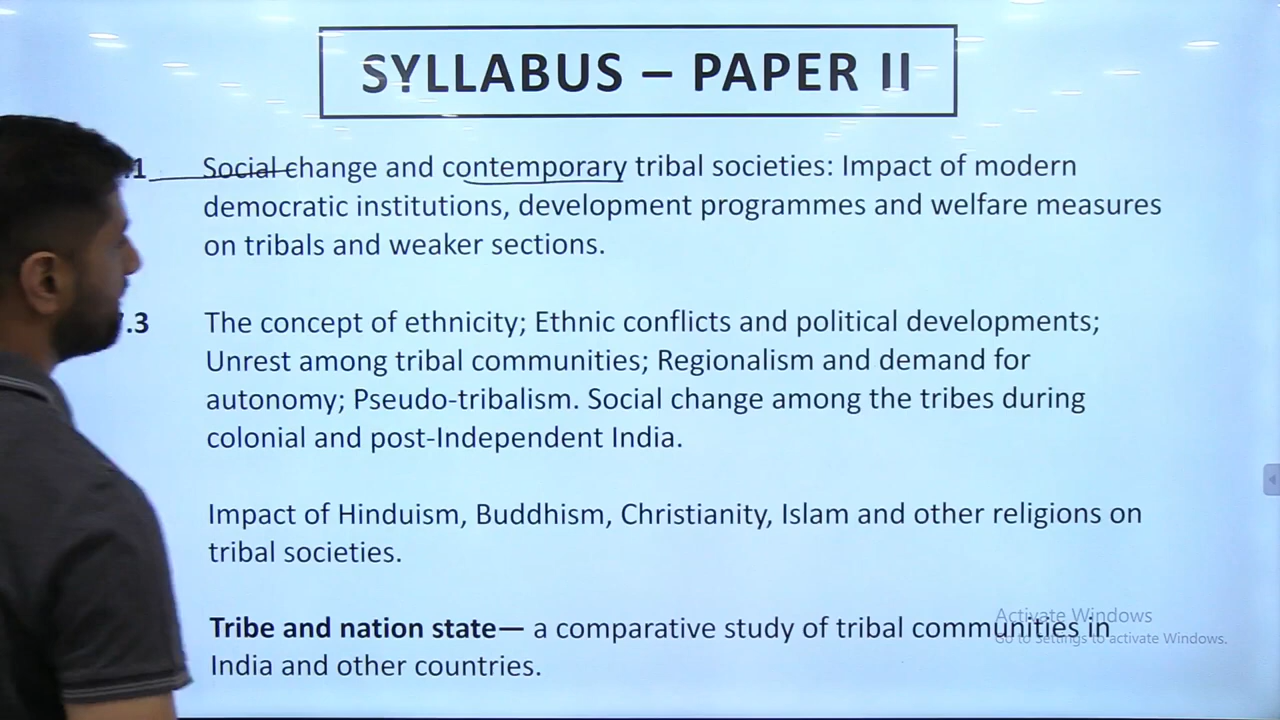 SYLLABUS – PAPER II
.1 Social change and contemporary tribal societies: Impact of modern
democratic institutions, development programmes and welfare measures
on tribals and weaker sections.
.3 The concept of ethnicity; Ethnic conflicts and political developments;
Unrest among tribal communities; Regionalism and demand for
autonomy; Pseudo-tribalism. Social change among the tribes during
colonial and post-Independent India.
Impact of Hinduism, Buddhism, Christianity, Islam and other religions on
tribal societies.
Tribe and nation state— a comparative study of tribal communities in
India and other countries.
Activate Windows
Go to Settings to activate Windows.